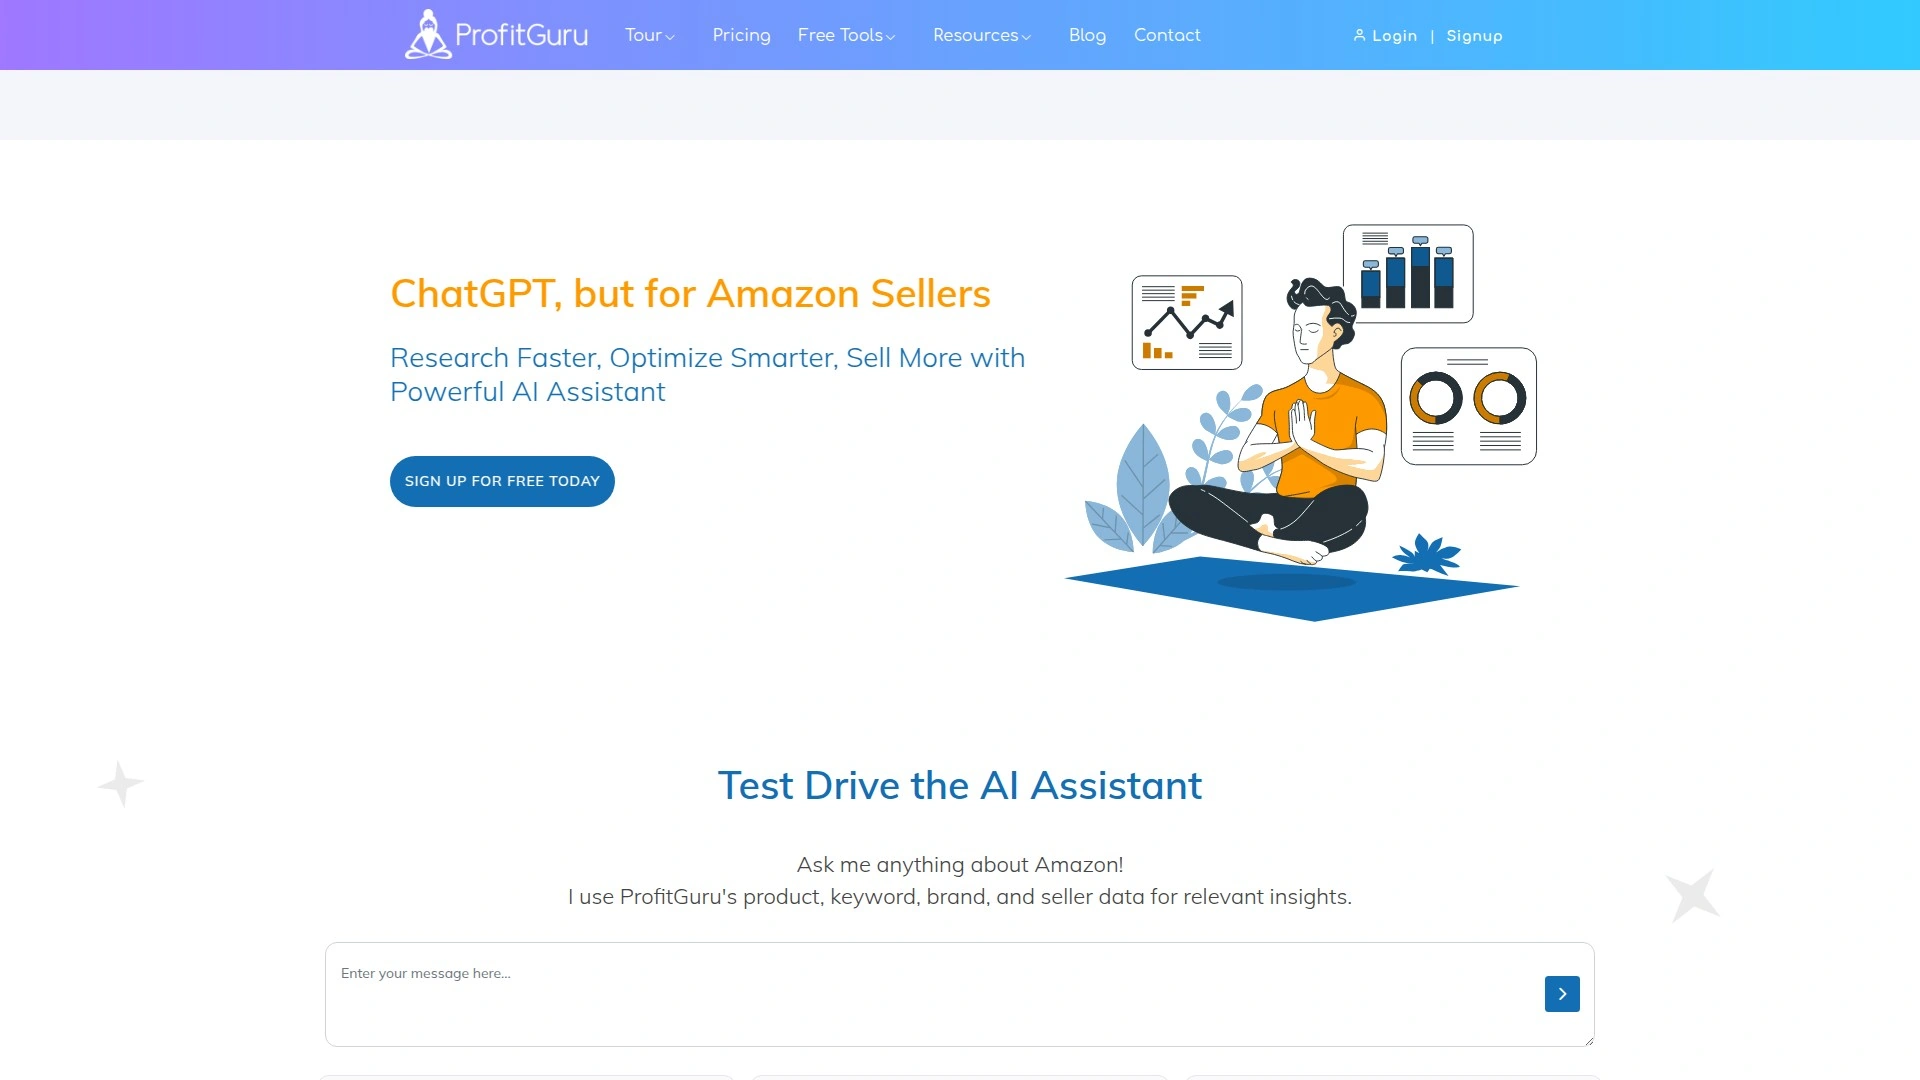 ProfitGuru
Tour
Pricing
Free Tools
Resources
Blog
Contact
Login | Signup
ChatGPT, but for Amazon Sellers
Research Faster, Optimize Smarter, Sell More with
Powerful AI Assistant
SIGN UP FOR FREE TODAY
Test Drive the AI Assistant
Ask me anything about Amazon!
I use ProfitGuru's product, keyword, brand, and seller data for relevant insights.
Enter your message here...